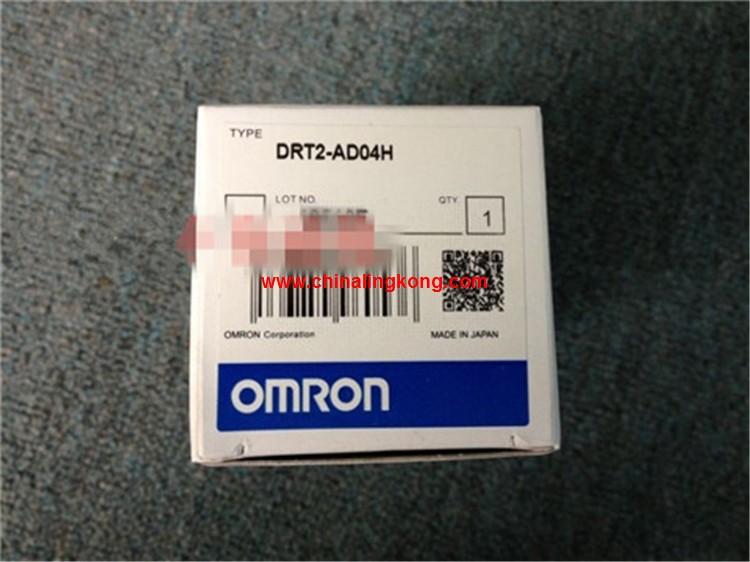 TYPE
DRT2-AD04H
LOT NO. QTY. 1
www.chinalingkong.com
OMRON Corporation MADE IN JAPAN
OMRON